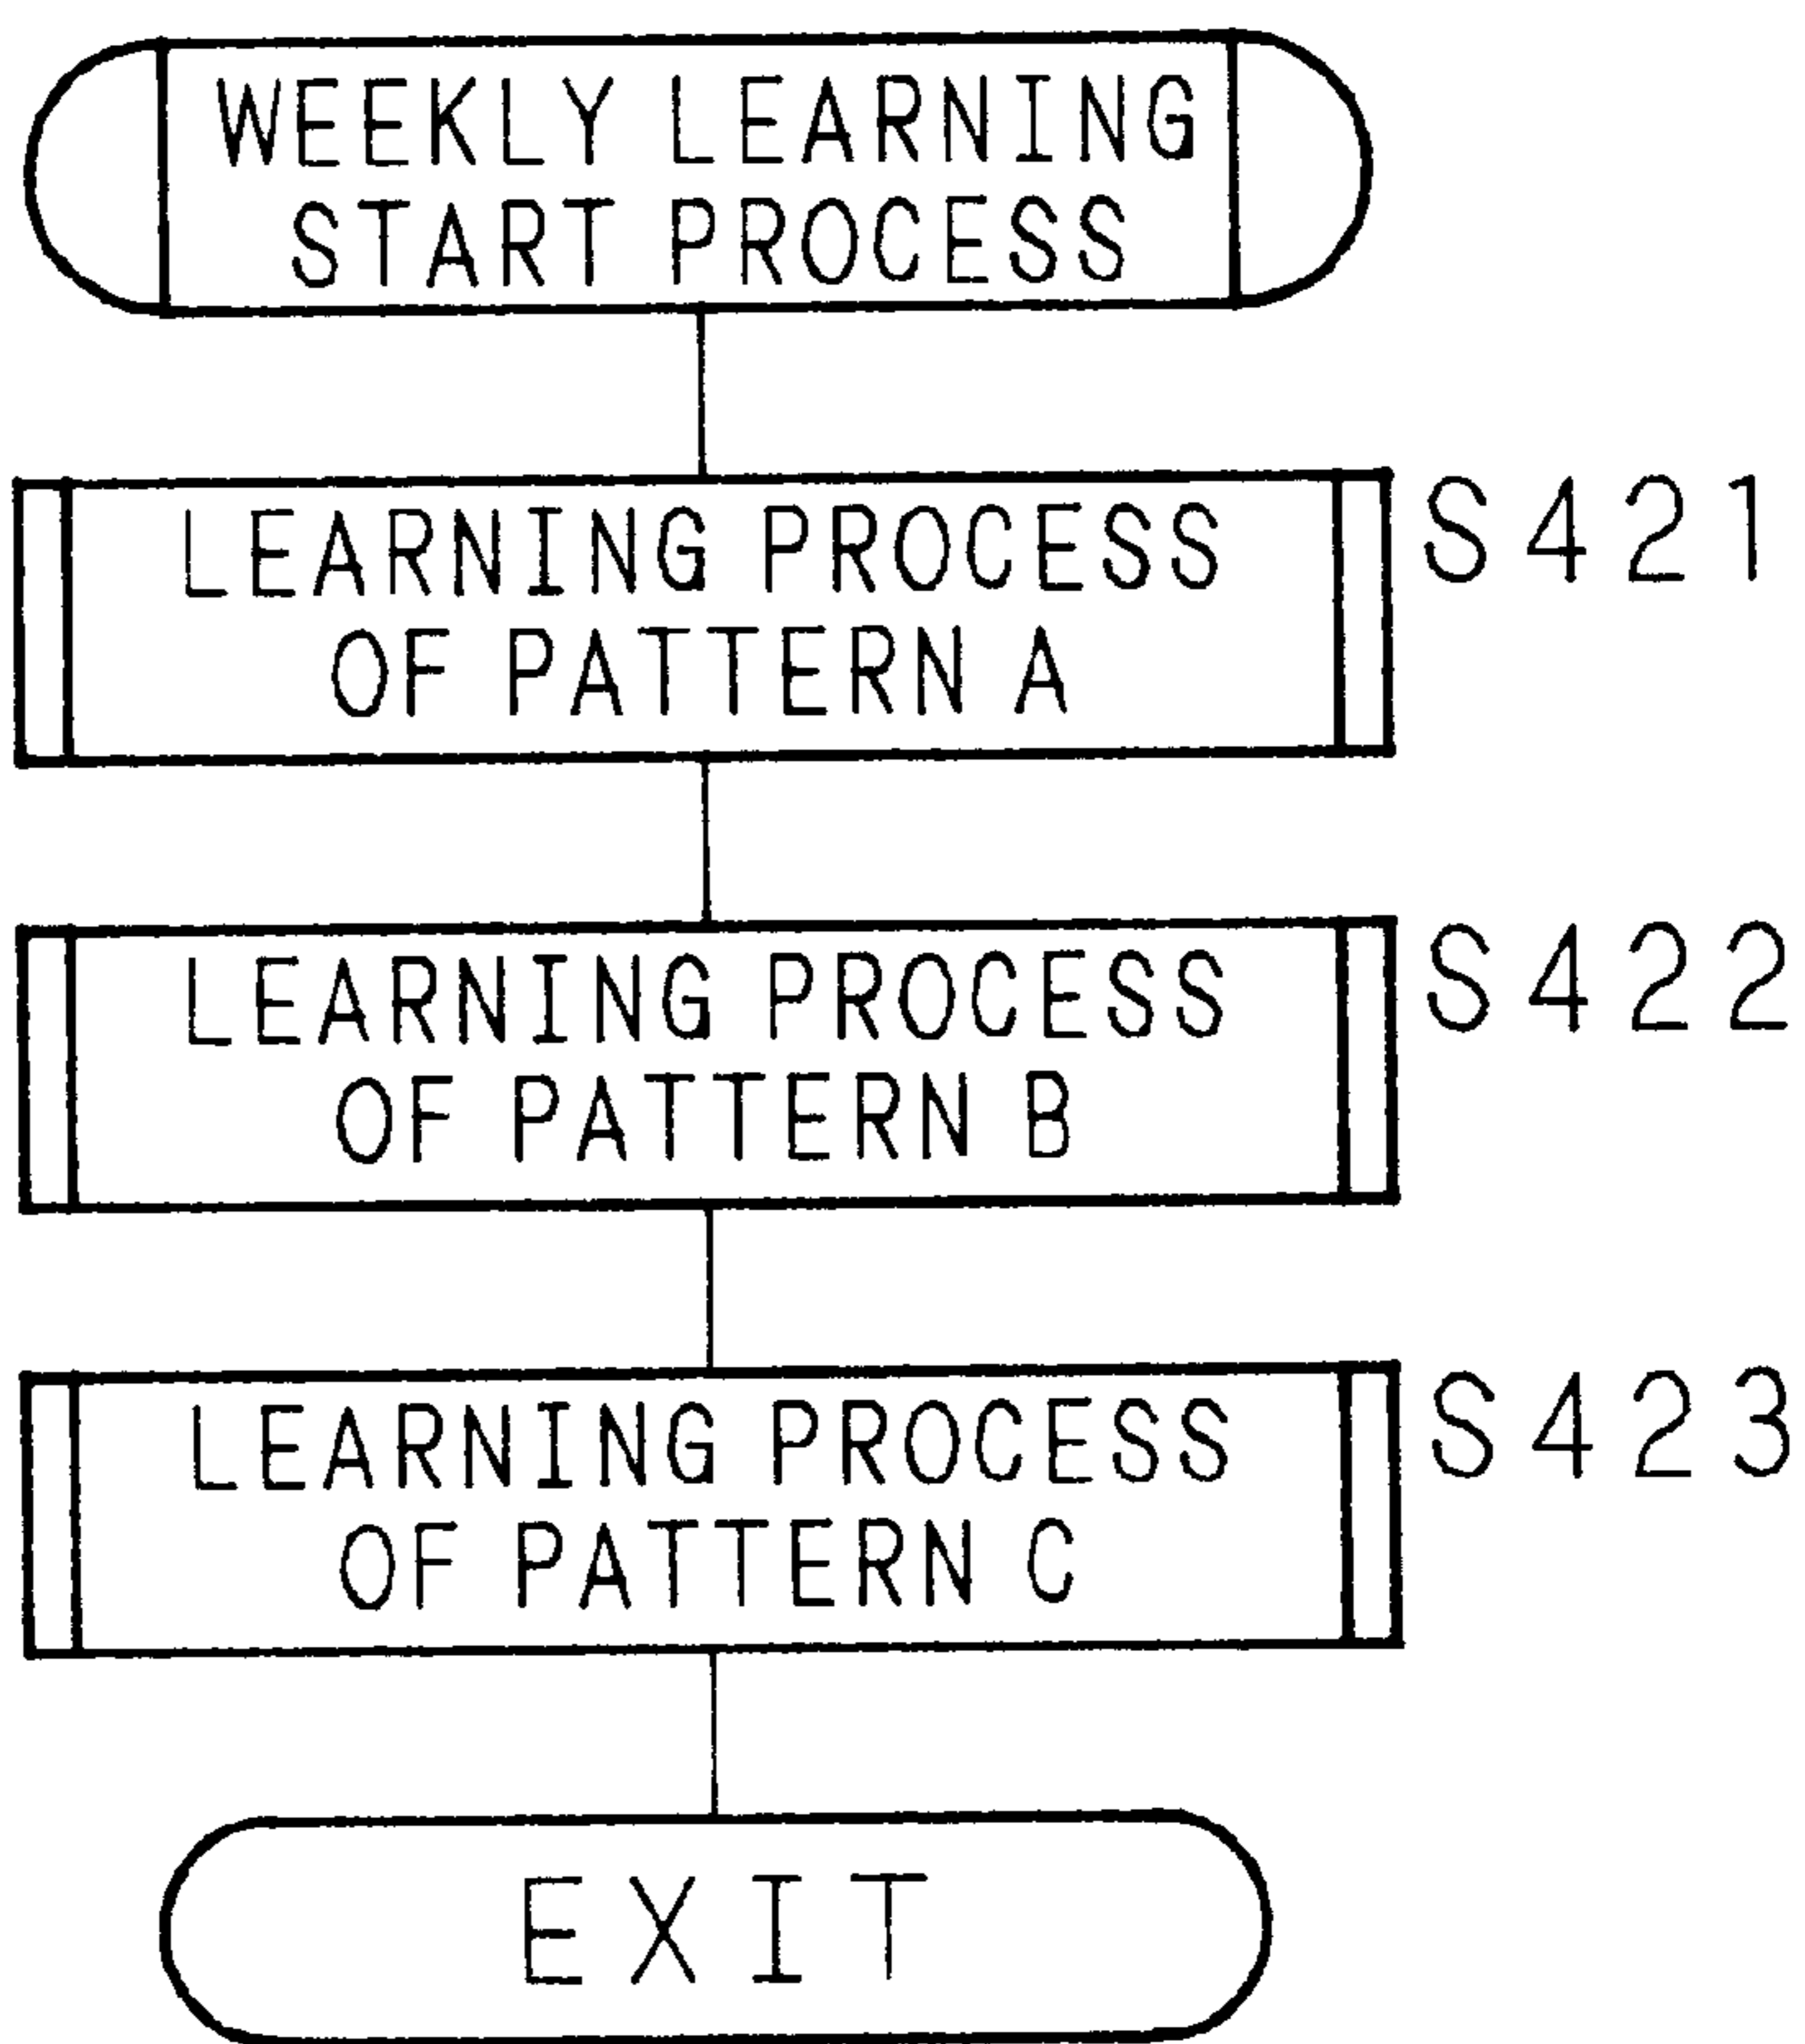 WEEKLY LEARNING
START PROCESS
LEARNING PROCESS
OF PATTERN A
S421
LEARNING PROCESS
OF PATTERN B
S422
LEARNING PROCESS
OF PATTERN C
S423
EXIT